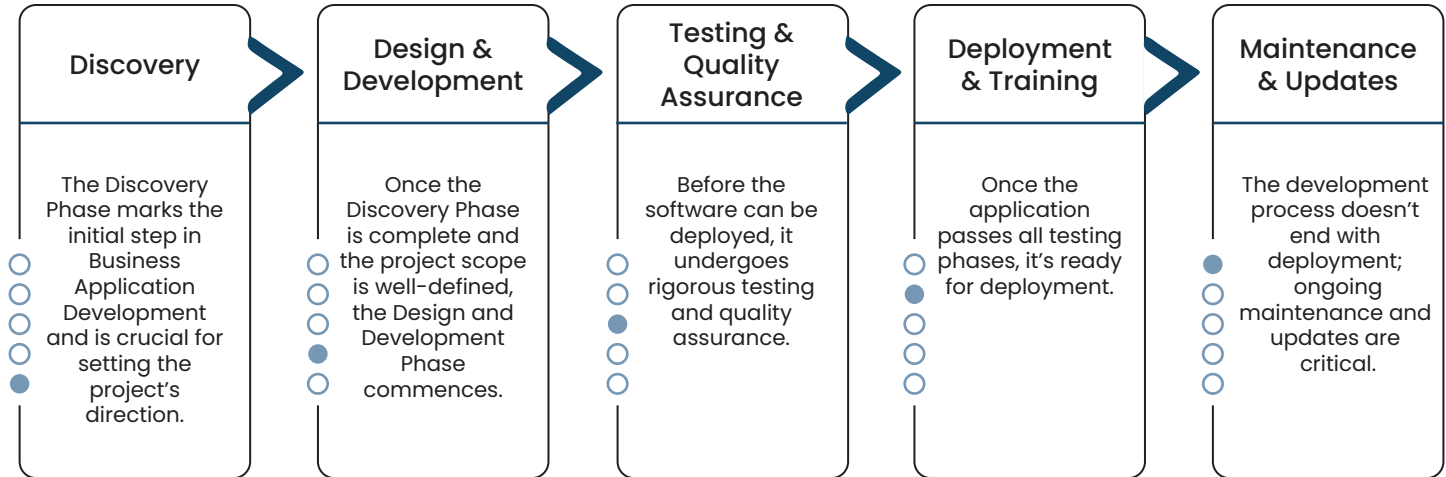 Discovery
The Discovery
Phase marks the
initial step in
Business
Application
Development
and is crucial for
setting the
project's
direction.
Design &
Development
Once the
Discovery Phase
is complete and
the project scope
is well-defined,
the Design and
Development
Phase
commences.
Testing &
Quality
Assurance
Before the
software can be
deployed, it
undergoes
rigorous testing
and quality
assurance.
Deployment
& Training
Once the
application
passes all testing
phases, it's ready
for deployment.
Maintenance
& Updates
The development
process doesn't
end with
deployment;
ongoing
maintenance and
updates are
critical.